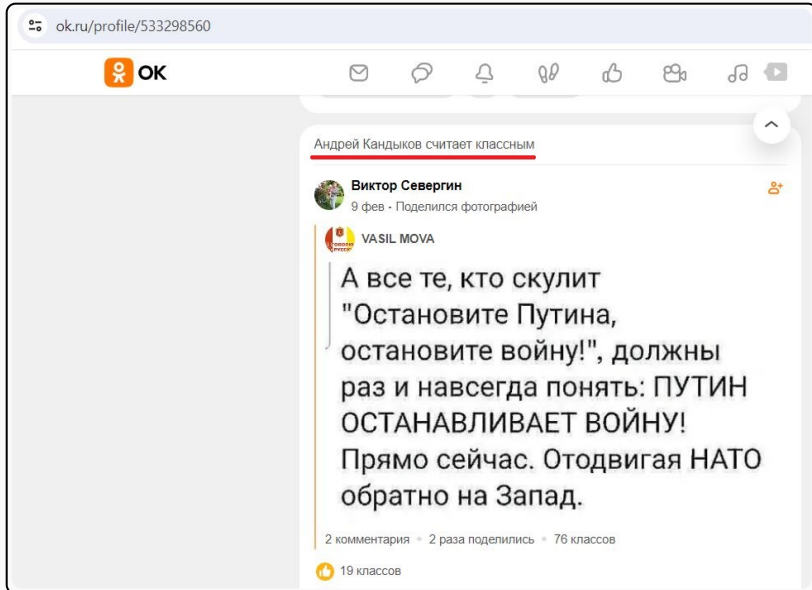 ok.ru/profile/533298560
ОК
Андрей Кандыков считает классным
Виктор Севергин
9 фев · Поделился фотографией
VASIL MOVA
А все те, кто скулит
"Остановите Путина,
остановите войну!", должны
раз и навсегда понять: ПУТИН
ОСТАНАВЛИВАЕТ ВОЙНУ!
Прямо сейчас. Отодвигая НАТО
обратно на Запад.
2 комментария • 2 раза поделились • 76 классов
19 классов